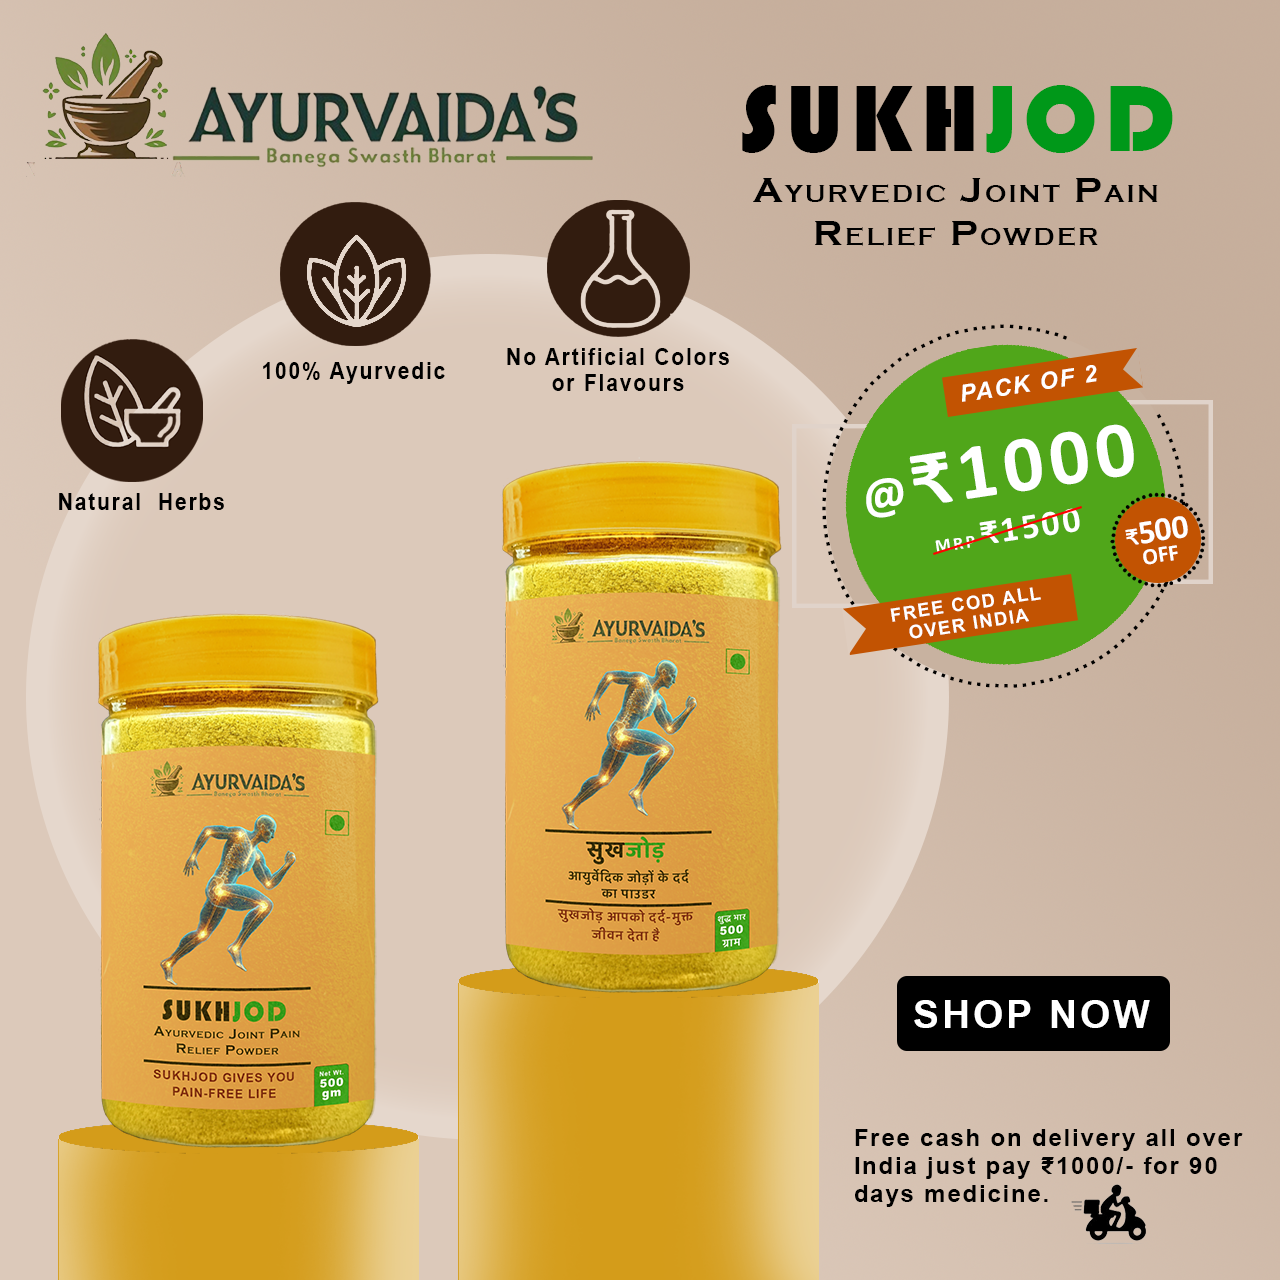 AYURVAIDA'S
Banega Swasth Bharat
SUKHJOD
AYURVEDIC JOINT PAIN
RELIEF POWDER
100% Ayurvedic
No Artificial Colors
or Flavours
Natural Herbs
PACK OF 2
@₹1000
MRP ₹1500
₹500
OFF
FREE COD ALL
OVER INDIA
AYURVAIDA'S
Banega Swasth Bharat
सुखजोड़
आयुर्वेदिक जोड़ों के दर्द
का पाउडर
सुखजोड़ आपको दर्द-मुक्त
जीवन देता है
शुद्ध भार
500
ग्राम
AYURVAIDA'S
Banega Swasth Bharat
SUKHJOD
AYURVEDIC JOINT PAIN
RELIEF POWDER
SUKHJOD GIVES YOU
PAIN-FREE LIFE
Net Wt.
500
gm
SHOP NOW
Free cash on delivery all over
India just pay ₹1000/- for 90
days medicine.